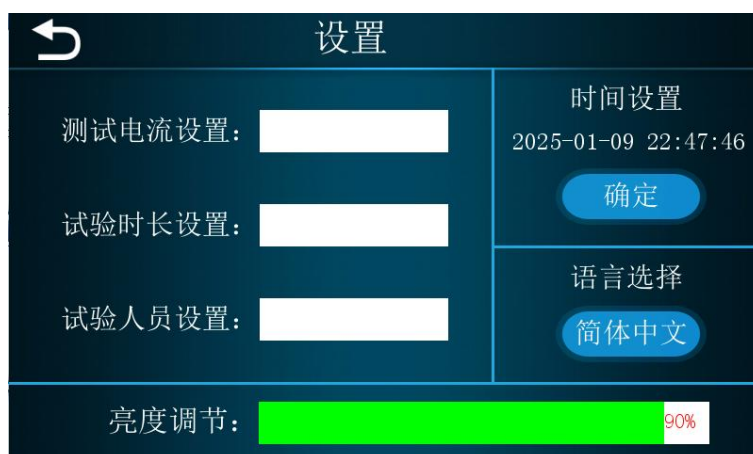 设置
测试电流设置：
试验时长设置：
试验人员设置：
时间设置
2025-01-09 22:47:46
确定
语言选择
简体中文
亮度调节：
90%